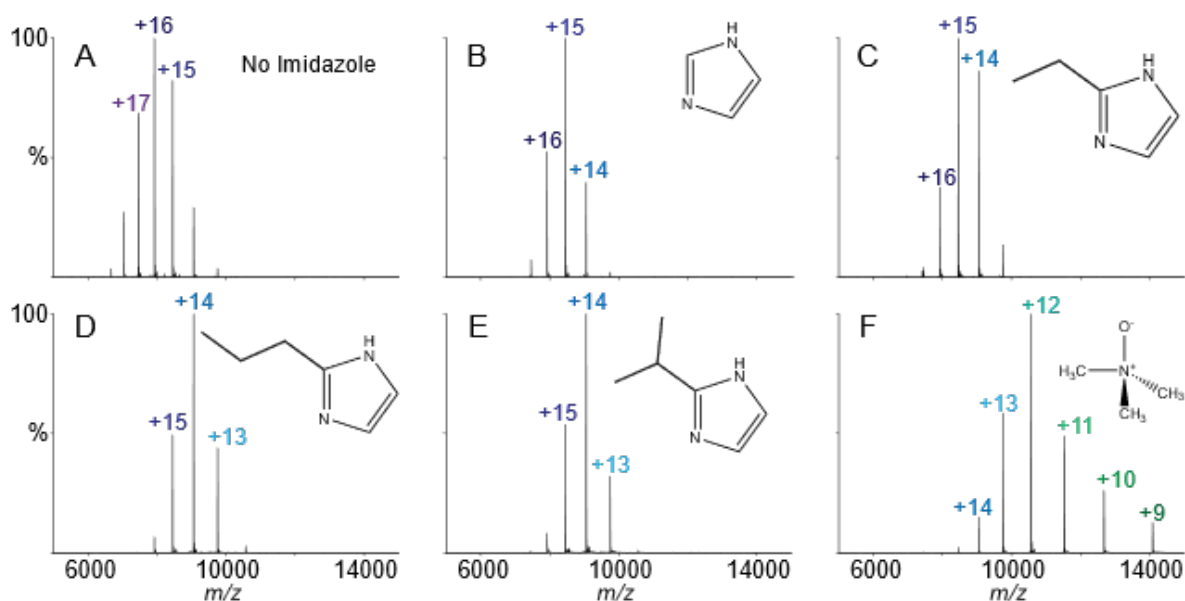 A
No Imidazole
+16
+15
+17
100
%
B
+15
+16
+14
H
N
N
C
+15
+14
+16
H
N
N
D
+14
+15
+13
H
N
N
100
%
6000 10000 14000
m/z
E
+14
+15
+13
H
N
N
6000 10000 14000
m/z
F
+12
+13
+11
+14
+10
+9
O-
H3C N+ CH3
CH3
6000 10000 14000
m/z